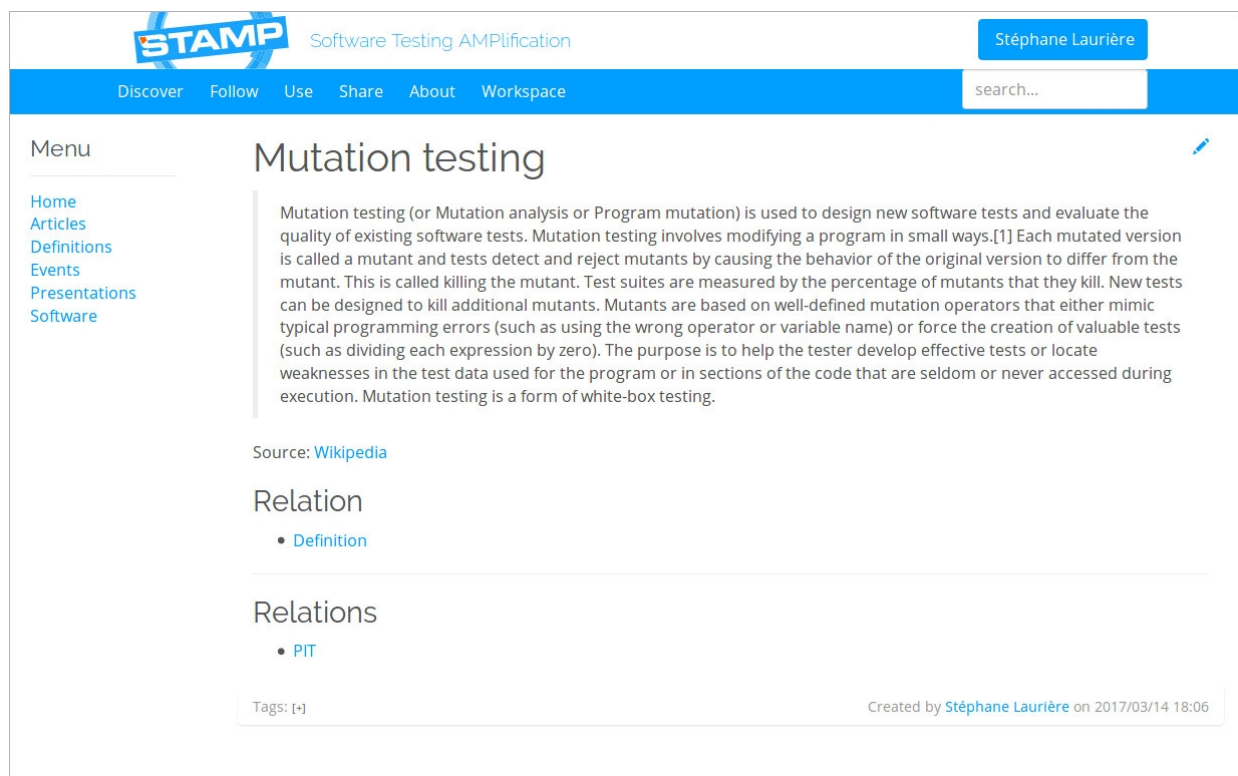 STAMP
Software Testing AMPlification
Stéphane Laurière
Discover Follow Use Share About Workspace
search...
Menu
Home
Articles
Definitions
Events
Presentations
Software
Mutation testing
Mutation testing (or Mutation analysis or Program mutation) is used to design new software tests and evaluate the
quality of existing software tests. Mutation testing involves modifying a program in small ways.[1] Each mutated version
is called a mutant and tests detect and reject mutants by causing the behavior of the original version to differ from the
mutant. This is called killing the mutant. Test suites are measured by the percentage of mutants that they kill. New tests
can be designed to kill additional mutants. Mutants are based on well-defined mutation operators that either mimic
typical programming errors (such as using the wrong operator or variable name) or force the creation of valuable tests
(such as dividing each expression by zero). The purpose is to help the tester develop effective tests or locate
weaknesses in the test data used for the program or in sections of the code that are seldom or never accessed during
execution. Mutation testing is a form of white-box testing.
Source: Wikipedia
Relation
• Definition
Relations
• PIT
Tags: [+]
Created by Stéphane Laurière on 2017/03/14 18:06